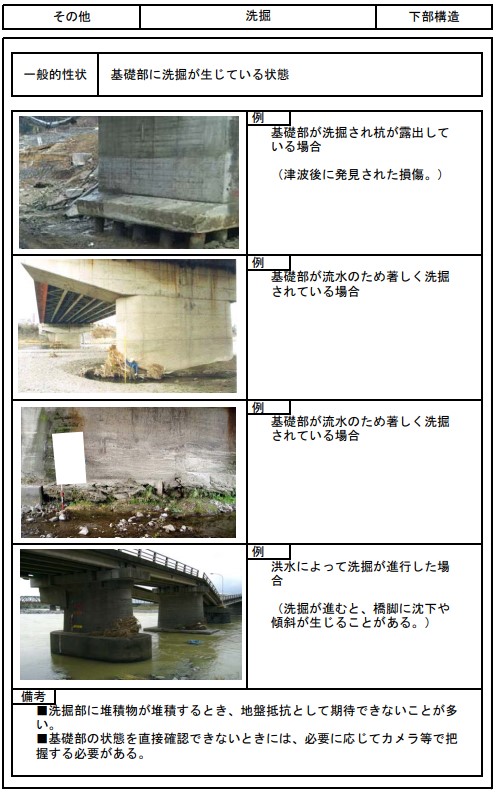 その他
洗掘
下部構造
一般的性状
基礎部に洗掘が生じている状態
例
基礎部が洗掘され杭が露出して
いる場合
（津波後に発見された損傷。）
例
基礎部が流水のため著しく洗掘
されている場合
例
基礎部が流水のため著しく洗掘
されている場合
例
洪水によって洗掘が進行した場
合
（洗掘が進むと、橋脚に沈下や
傾斜が生じることがある。）
備考
■洗掘部に堆積物が堆積するとき、地盤抵抗として期待できないことが多
い。
■基礎部の状態を直接確認できないときには、必要に応じてカメラ等で把
握する必要がある。